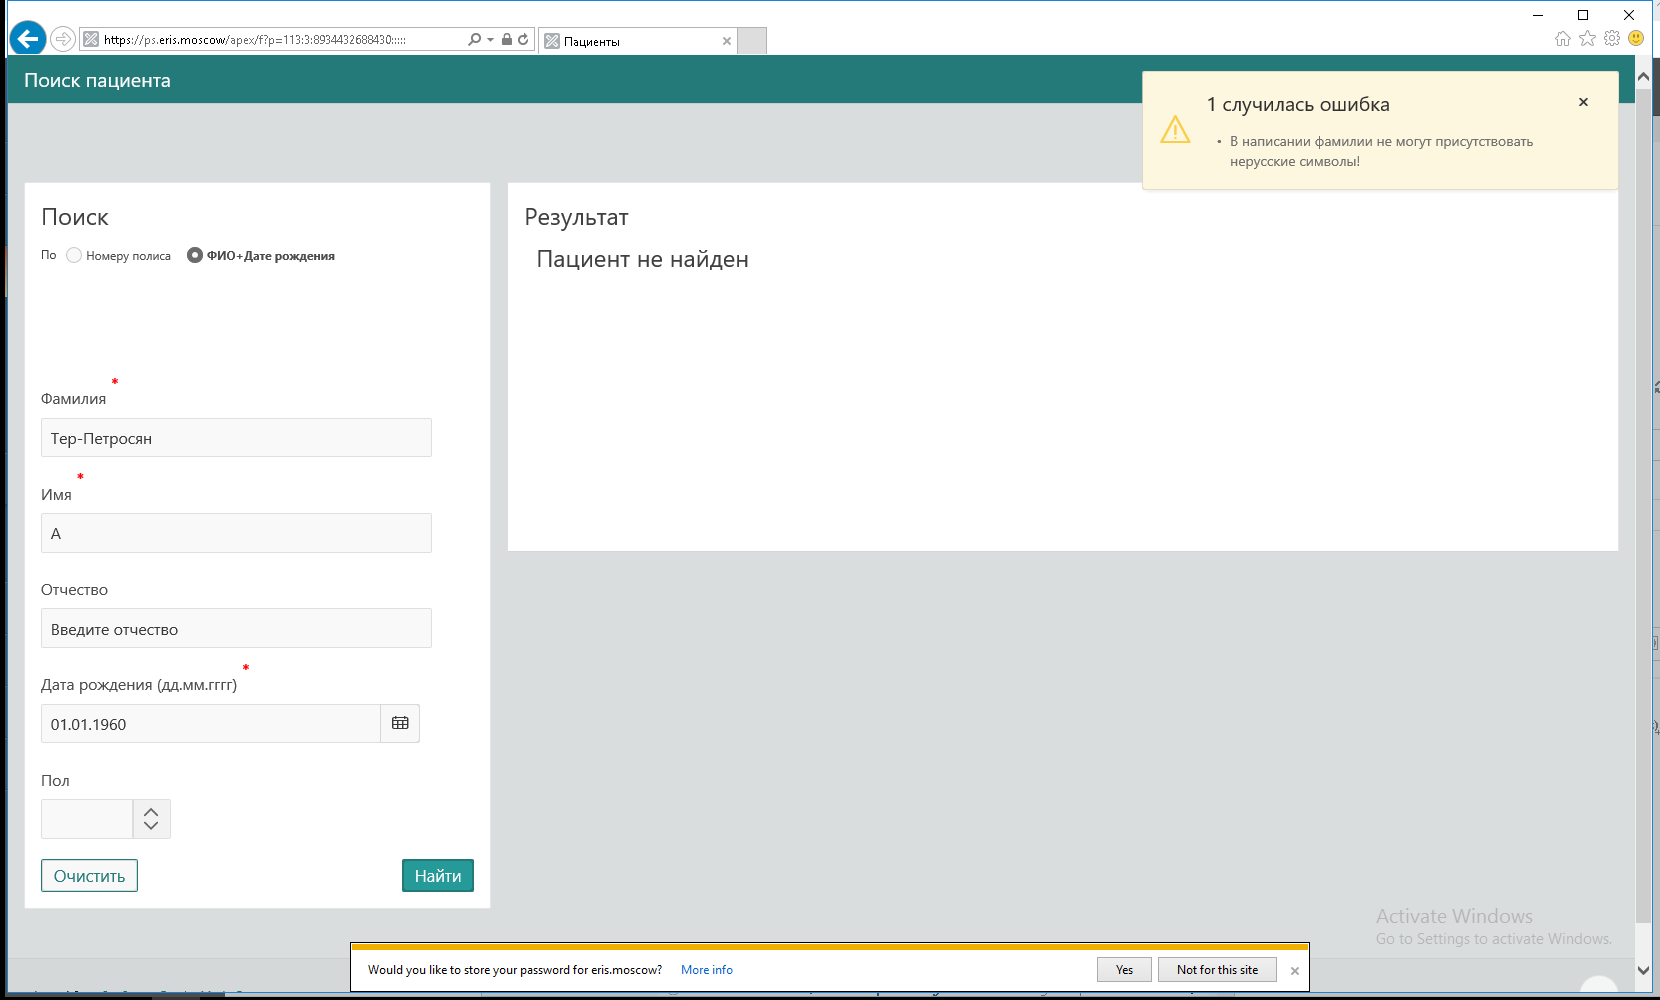 https://ps.eris.moscow/apex/f?p=113:3:8934432688430:::::
Пациенты
Поиск пациента
1 случилась ошибка
• В написании фамилии не могут присутствовать
нерусские символы!
Поиск
По Номеру полиса ФИО+Дате рождения
Результат
Пациент не найден
Фамилия *
Тер-Петросян
Имя *
А
Отчество
Введите отчество
Дата рождения (дд.мм.гггг) *
01.01.1960
Пол
Очистить
Найти
Activate Windows
Go to Settings to activate Windows.
Would you like to store your password for eris.moscow? More info Yes Not for this site